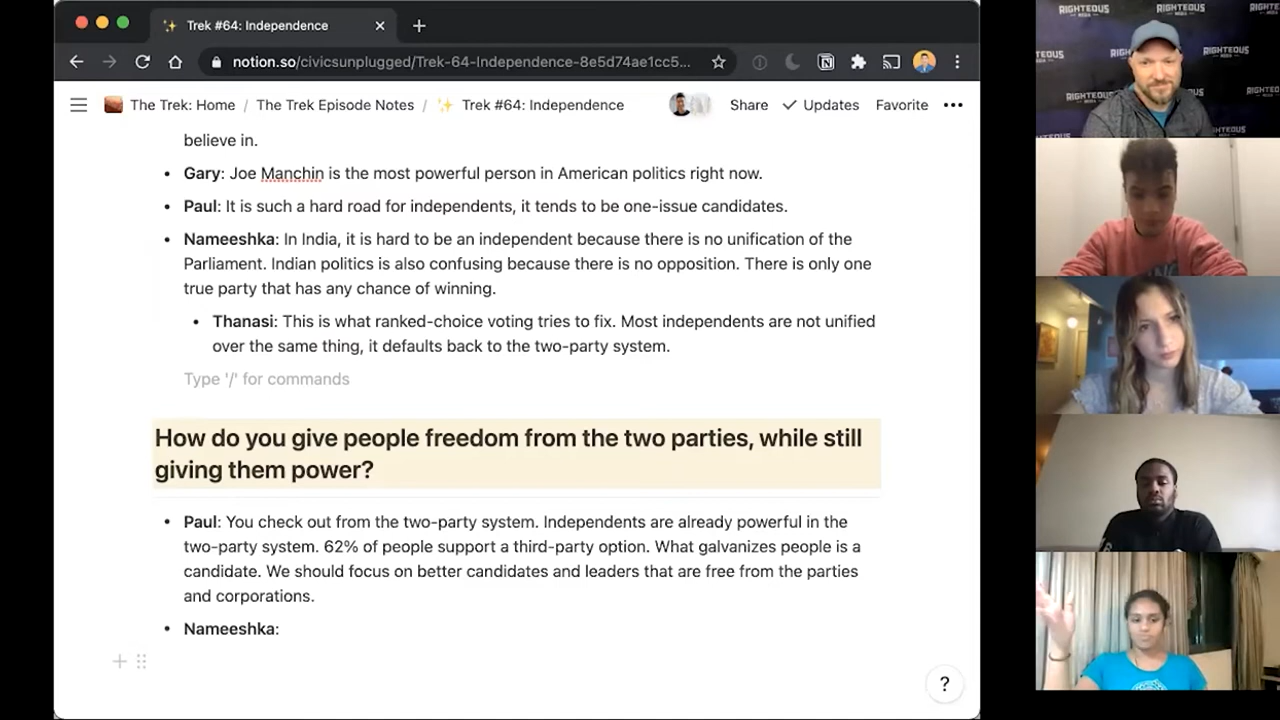 Trek #64: Independence
notion.so/civicsunplugged/Trek-64-Independence-8e5d74ae1cc5...
The Trek: Home / The Trek Episode Notes / Trek #64: Independence
Share Updates Favorite
believe in.
• Gary: Joe Manchin is the most powerful person in American politics right now.
• Paul: It is such a hard road for independents, it tends to be one-issue candidates.
• Nameeshka: In India, it is hard to be an independent because there is no unification of the
Parliament. Indian politics is also confusing because there is no opposition. There is only one
true party that has any chance of winning.
• Thanasi: This is what ranked-choice voting tries to fix. Most independents are not unified
over the same thing, it defaults back to the two-party system.
Type '/' for commands
How do you give people freedom from the two parties, while still
giving them power?
• Paul: You check out from the two-party system. Independents are already powerful in the
two-party system. 62% of people support a third-party option. What galvanizes people is a
candidate. We should focus on better candidates and leaders that are free from the parties
and corporations.
• Nameeshka:
?
RIGHTEOUS
MEDIA
RIGHTEOUS
MEDIA
RIGHTEOUS
RIGHTEOUS
RIGHTEOUS